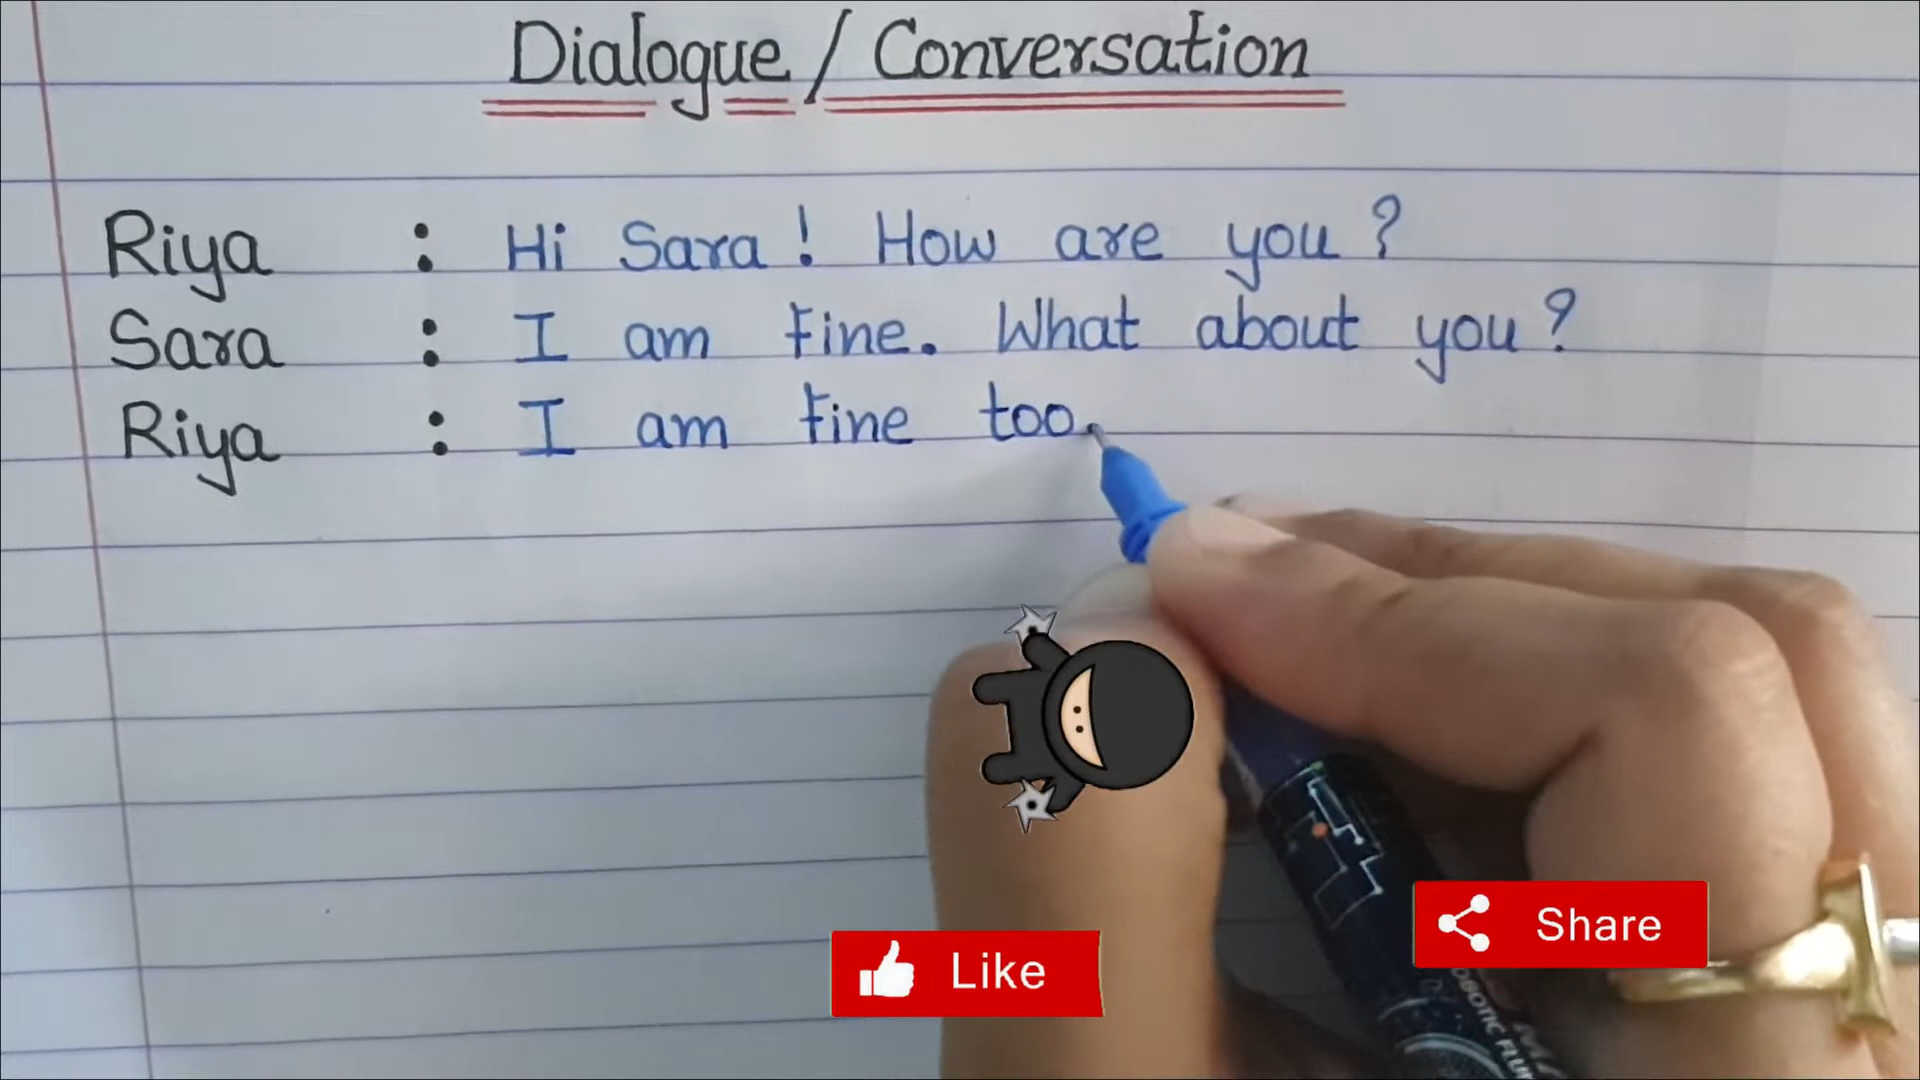 Dialogue / Conversation
Riya : Hi Sara! How are you?
Sara : I am fine. What about you?
Riya : I am fine too.
Like
Share